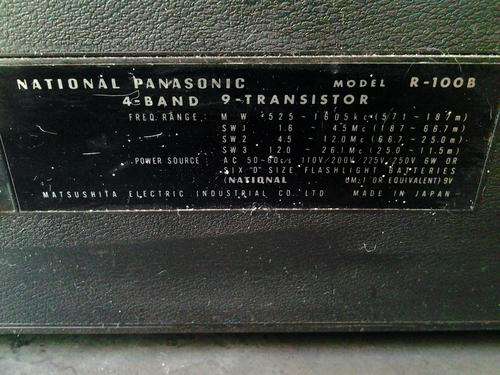 NATIONAL PANASONIC MODEL R-100B
4-BAND 9-TRANSISTOR
FREQ. RANGE: MW 525 - 1605kc (571 - 187m)
SW1 1.6 - 4.5Mc (187 - 66.7m)
SW2 4.5 - 12.0Mc (66.7 - 25.0m)
SW3 12.0 - 26.1Mc (25.0 - 11.5m)
POWER SOURCE: AC 50-60c/s 110V/200V, 225V, 250V 6W OR
SIX "D" SIZE FLASHLIGHT BATTERIES
(NATIONAL OR EQUIVALENT) 9V
MATSUSHITA ELECTRIC INDUSTRIAL CO. LTD. MADE IN JAPAN